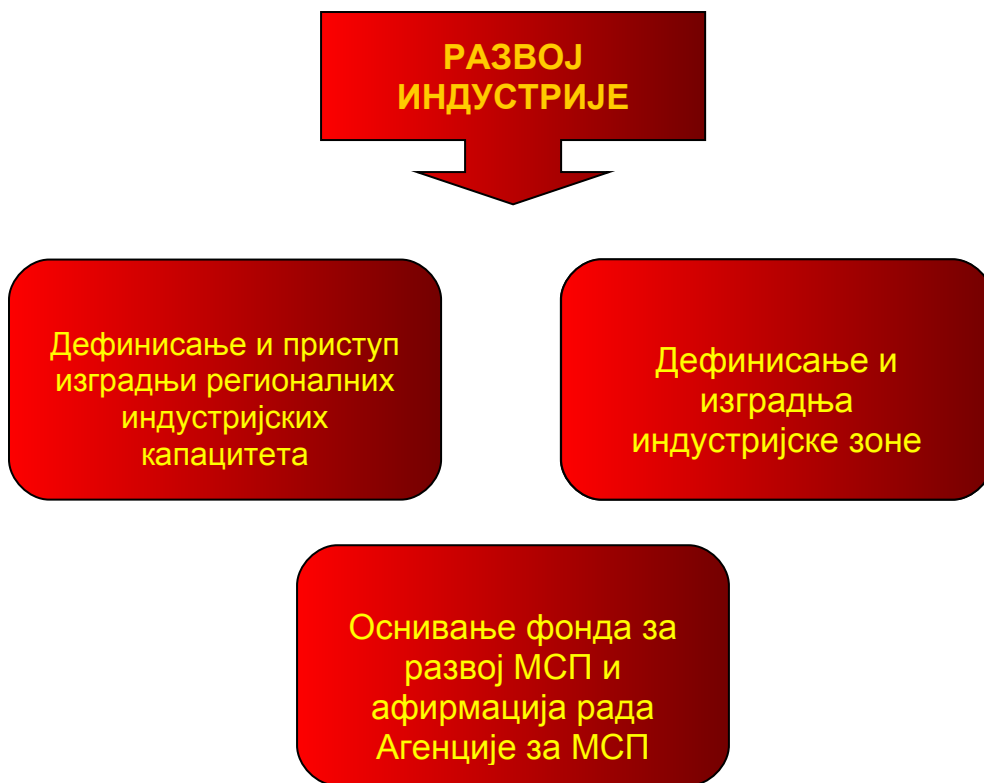 РАЗВОЈ
ИНДУСТРИЈЕ
Дефинисање и приступ
изградњи регионалних
индустријских
капацитета
Дефинисање и
изградња
индустријске зоне
Оснивање фонда за
развој МСП и
афирмација рада
Агенције за МСП